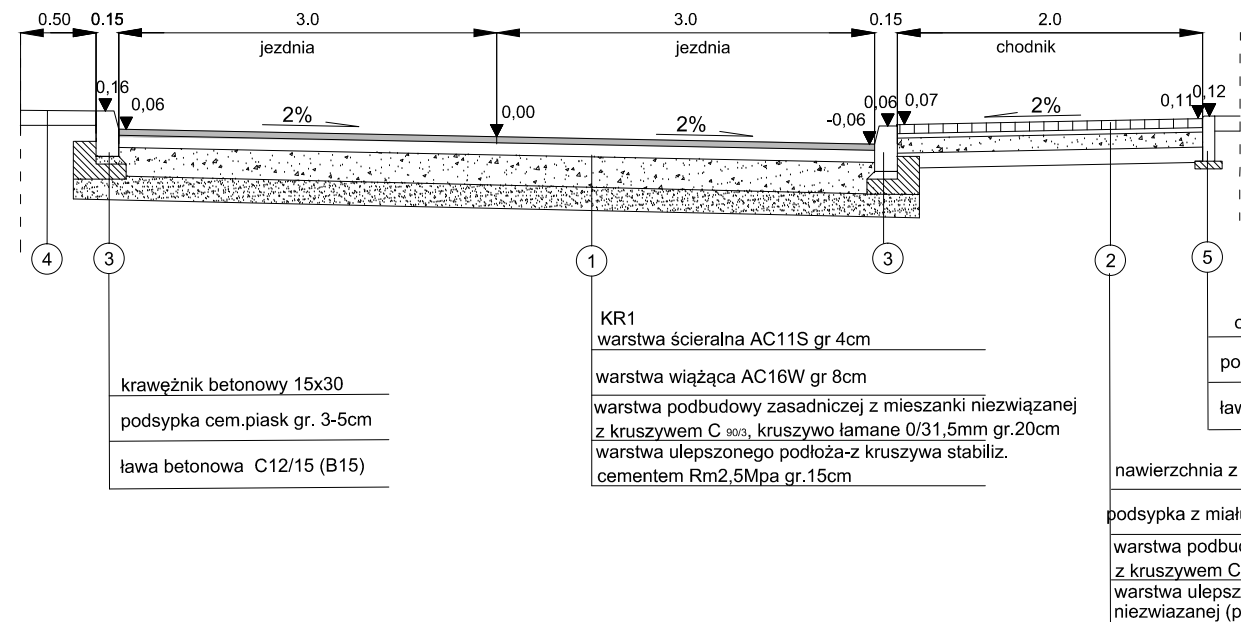 0.50 0.15 3.0 3.0 0.15 2.0
jezdnia jezdnia chodnik
0,16 0,06 0,00 -0,06 0,06 0,07 0,11 0,12
2% 2% 2%
4 3 1 3 2 5
krawężnik betonowy 15x30
podsypka cem.piask gr. 3-5cm
ława betonowa C12/15 (B15)
KR1
warstwa ścieralna AC11S gr 4cm
warstwa wiążąca AC16W gr 8cm
warstwa podbudowy zasadniczej z mieszanki niezwiązanej
z kruszywem C 90/3, kruszywo łamane 0/31,5mm gr.20cm
warstwa ulepszonego podłoża-z kruszywa stabiliz.
cementem Rm2,5Mpa gr.15cm
nawierzchnia z
podsypka z
z kruszywem C